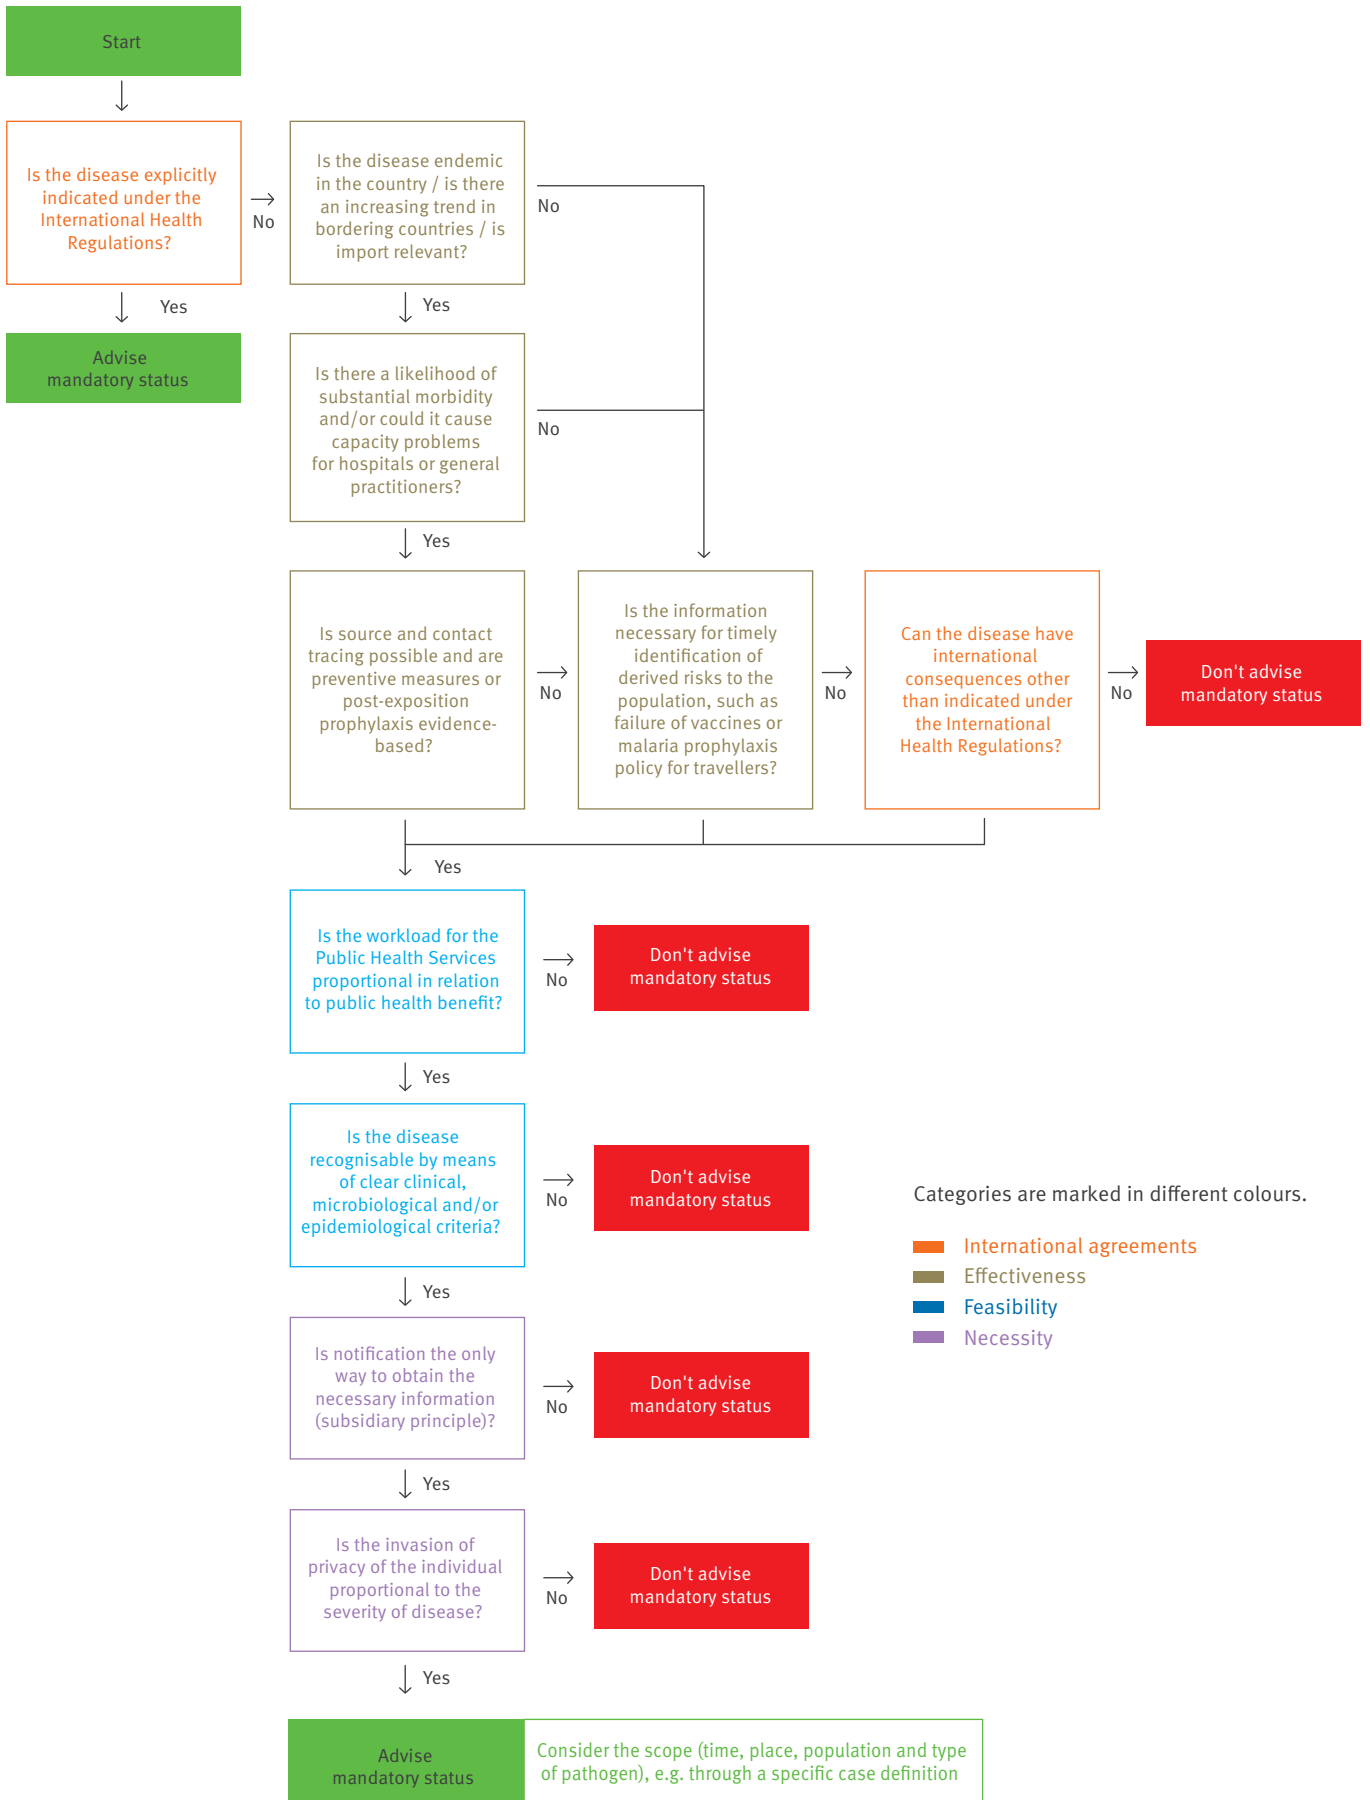 Start
Is the disease explicitly
indicated under the
International Health
Regulations?
No
Yes
Advise
mandatory status
Is the disease endemic
in the country / is there
an increasing trend in
bordering countries / is
import relevant?
No
Yes
Is there a likelihood of
substantial morbidity
and/or could it cause
capacity problems
for hospitals or general
practitioners?
No
Yes
Is source and contact
tracing possible and are
preventive measures or
post-exposition
prophylaxis evidence-
based?
No
Is the information
necessary for timely
identification of
derived risks to the
population, such as
failure of vaccines or
malaria prophylaxis
policy for travellers?
No
Can the disease have
international
consequences other
than indicated under
the International
Health Regulations?
No
Don't advise
mandatory status
Yes
Is the workload for the
Public Health Services
proportional in relation
to public health benefit?
No
Don't advise
mandatory status
Yes
Is the disease
recognisable by means
of clear clinical,
microbiological and/or
epidemiological criteria?
No
Don't advise
mandatory status
Yes
Is notification the only
way to obtain the
necessary information
(subsidiary principle)?
No
Don't advise
mandatory status
Yes
Is the invasion of
privacy of the individual
proportional to the
severity of disease?
No
Don't advise
mandatory status
Yes
Advise
mandatory status
Consider the scope (time, place, population and type
of pathogen), e.g. through a specific case definition
Categories are marked in different colours.
International agreements
Effectiveness
Feasibility
Necessity